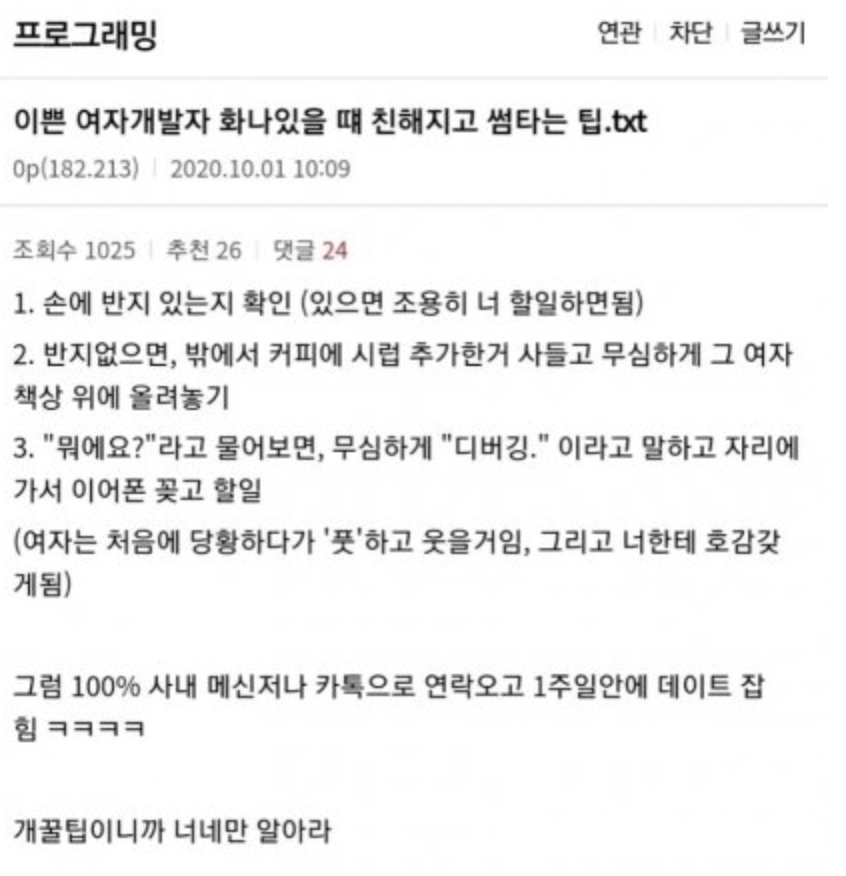 프로그래밍
연관 차단 글쓰기
이쁜 여자개발자 화나있을 떄 친해지고 썸타는 팁.txt
0p(182.213) 2020.10.01 10:09
조회수 1025 추천 26 댓글 24
1. 손에 반지 있는지 확인 (있으면 조용히 너 할일하면됨)
2. 반지없으면, 밖에서 커피에 시럽 추가한거 사들고 무심하게 그 여자
책상 위에 올려놓기
3. "뭐에요?"라고 물어보면, 무심하게 "디버깅." 이라고 말하고 자리에
가서 이어폰 꽂고 할일
(여자는 처음에 당황하다가 '풋'하고 웃을거임, 그리고 너한테 호감갖
게됨)
그럼 100% 사내 메신저나 카톡으로 연락오고 1주일안에 데이트 잡
힘 ㅋㅋㅋㅋ
개꿀팁이니까 너네만 알아라